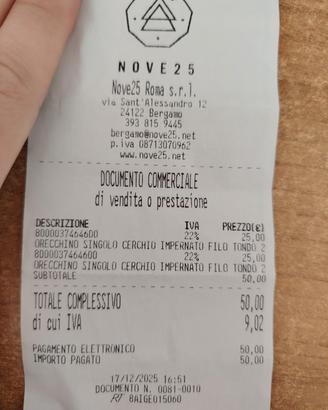 NOVE25
Nove25 Roma s.r.l.
via Sant'Alessandro 12
24122 Bergamo
393 815 9445
bergamo@nove25.net
p.iva 08713070962
www.nove25.net
DOCUMENTO COMMERCIALE
di vendita o prestazione
DESCRIZIONE IVA PREZZO(€)
8000037464600 22% 25,00
ORECCHINO SINGOLO CERCHIO IMPERNATO FILO TONDO 2
8000037464600 22% 25,00
ORECCHINO SINGOLO CERCHIO IMPERNATO FILO TONDO 2
SUBTOTALE 50,00
TOTALE COMPLESSIVO 50,00
di cui IVA 9,02
PAGAMENTO ELETTRONICO 50,00
IMPORTO PAGATO 50,00
17/12/2025 16:51
DOCUMENTO N. 0081-0010
RT 8AIGE015060